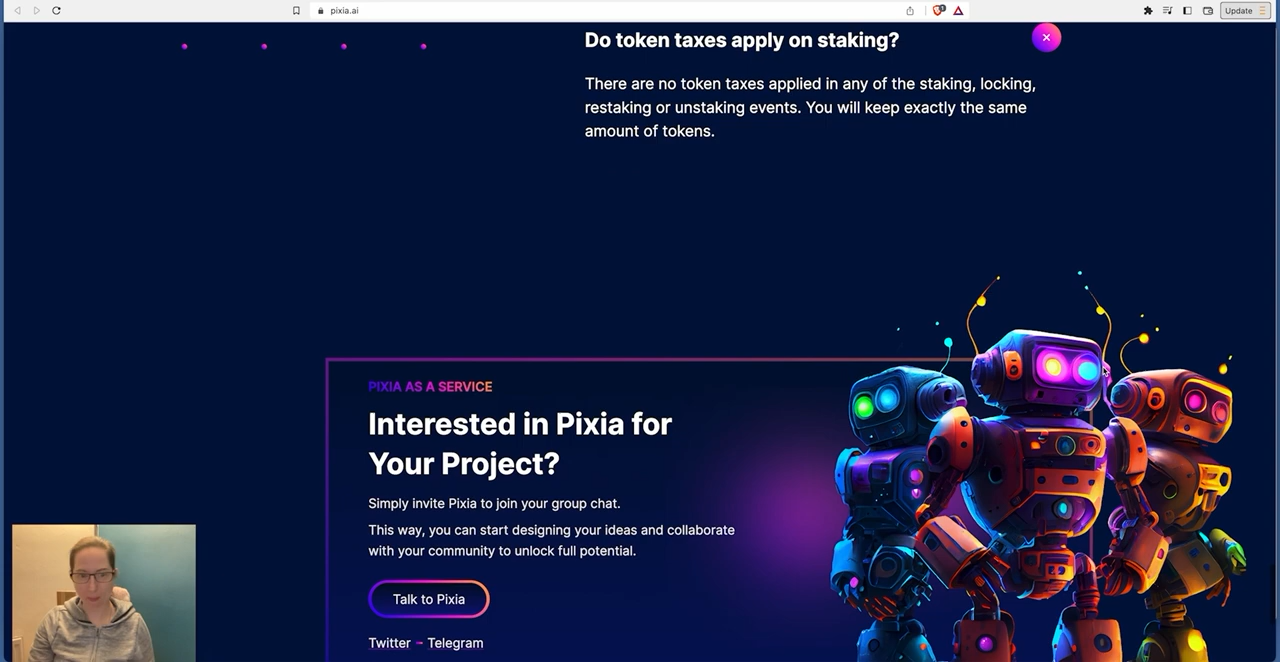 pixia.ai
Update
Do token taxes apply on staking?
There are no token taxes applied in any of the staking, locking,
restaking or unstaking events. You will keep exactly the same
amount of tokens.
PIXIA AS A SERVICE
Interested in Pixia for
Your Project?
Simply invite Pixia to join your group chat.
This way, you can start designing your ideas and collaborate
with your community to unlock full potential.
Talk to Pixia
Twitter - Telegram